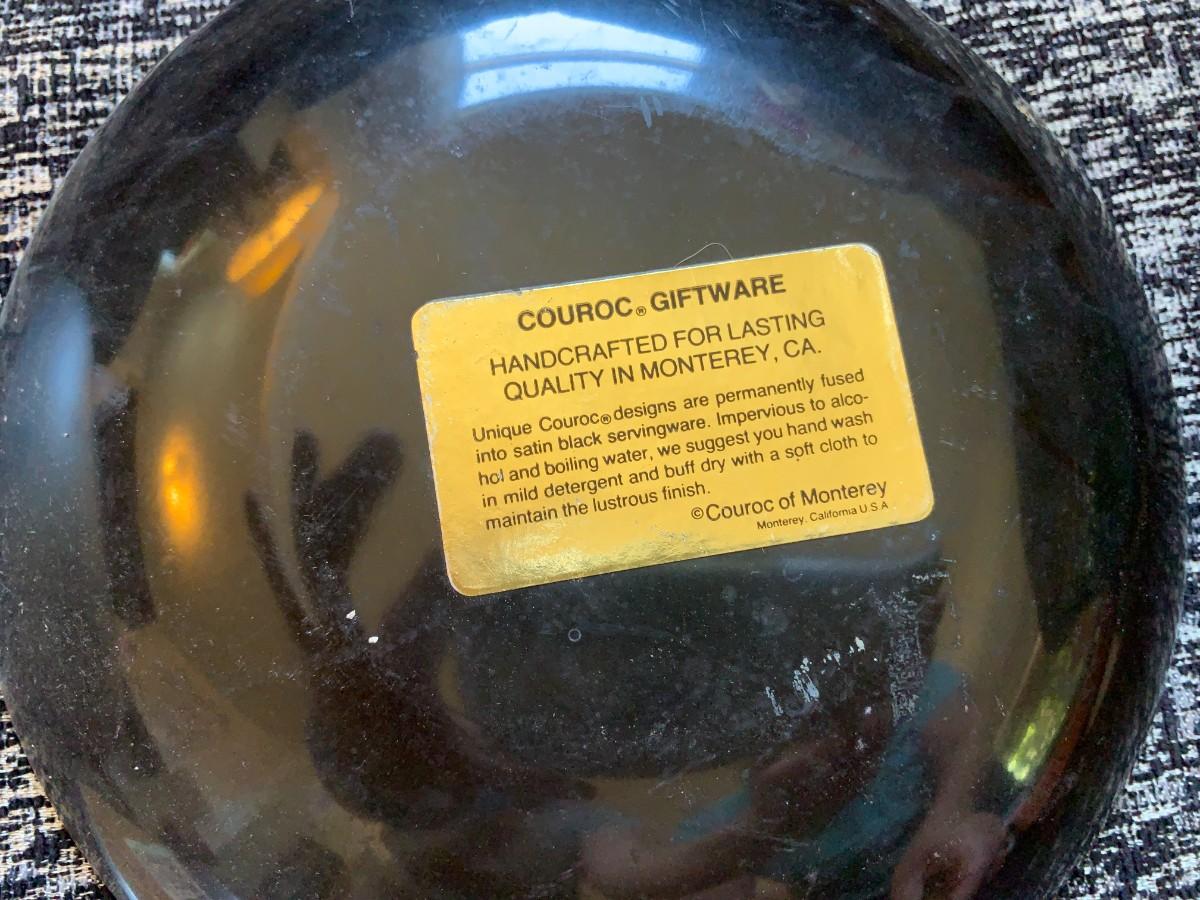 COUROC® GIFTWARE
HANDCRAFTED FOR LASTING
QUALITY IN MONTEREY, CA.
Unique Couroc® designs are permanently fused
into satin black servingware. Impervious to alco-
hol and boiling water, we suggest you hand wash
in mild detergent and buff dry with a soft cloth to
maintain the lustrous finish.
©Couroc of Monterey
Monterey, California U S A